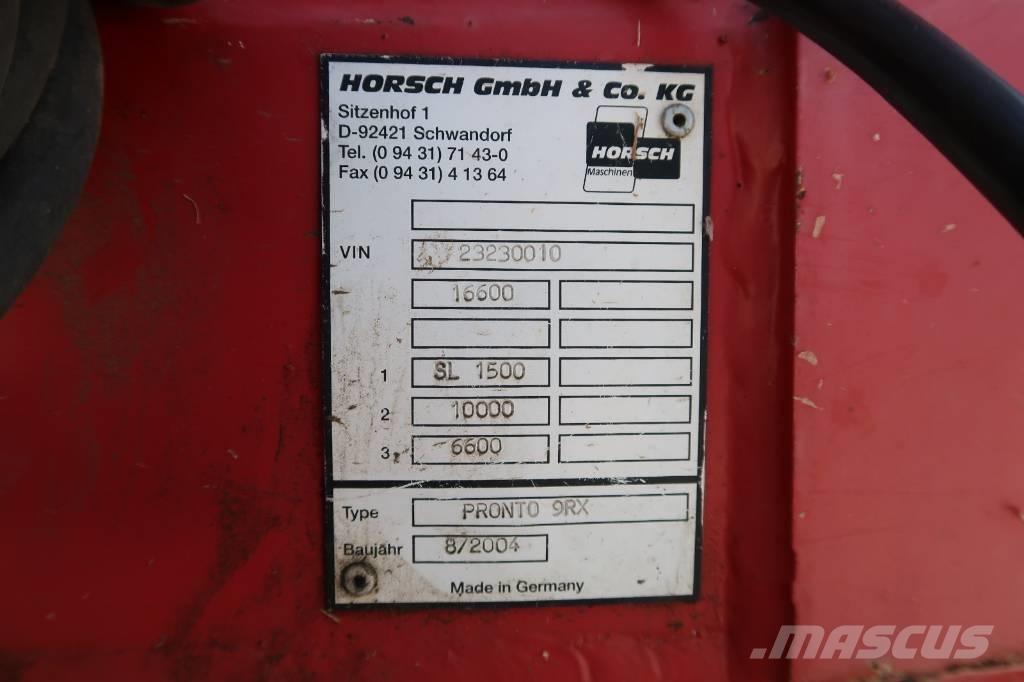 HORSCH GmbH & Co. KG
Sitzenhof 1
D-92421 Schwandorf
Tel. (0 94 31) 71 43-0
Fax (0 94 31) 4 13 64
HORSCH
Maschinen
VIN 23230010
16600
1 SL 1500
2 10000
3 6600
Type PRONTO 9RX
Baujahr 8/2004
Made in Germany
.MASCUS